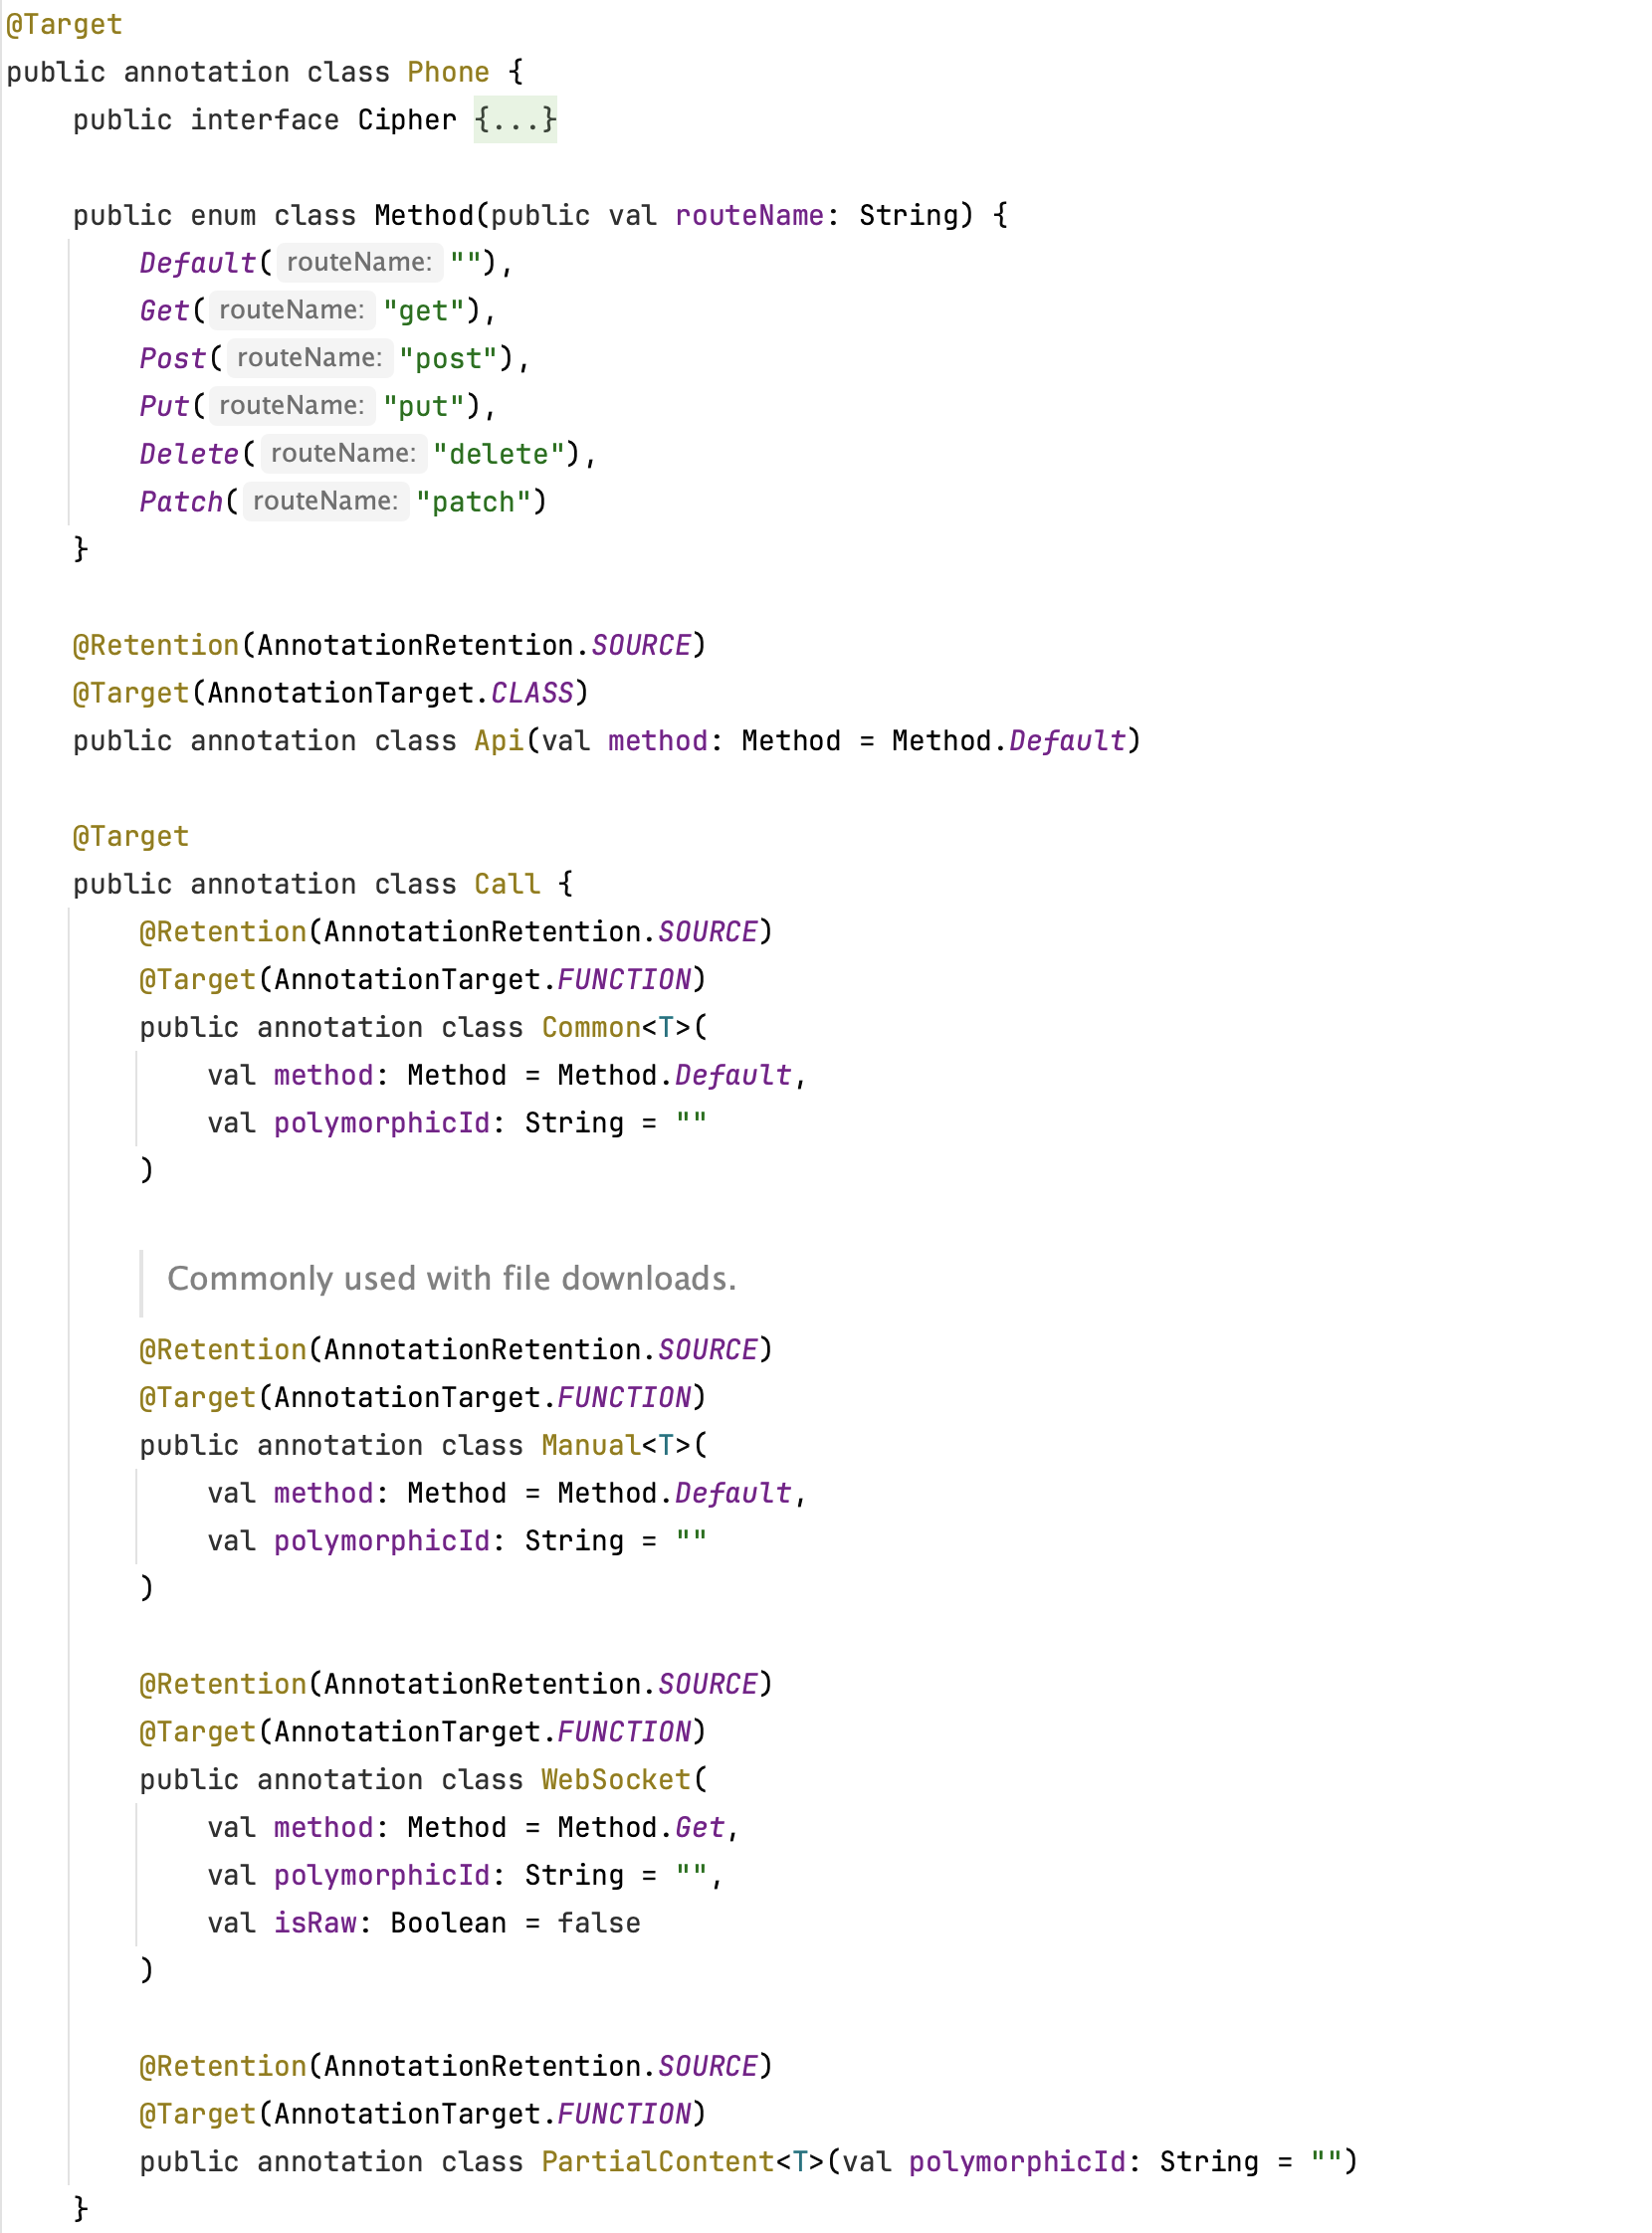 @Target
public annotation class Phone {
    public interface Cipher {...}

    public enum class Method(public val routeName: String) {
        Default( routeName: ""),
        Get( routeName: "get"),
        Post( routeName: "post"),
        Put( routeName: "put"),
        Delete( routeName: "delete"),
        Patch( routeName: "patch")
    }

    @Retention(AnnotationRetention.SOURCE)
    @Target(AnnotationTarget.CLASS)
    public annotation class Api(val method: Method = Method.Default)

    @Target
    public annotation class Call {
        @Retention(AnnotationRetention.SOURCE)
        @Target(AnnotationTarget.FUNCTION)
        public annotation class Common<T>(
            val method: Method = Method.Default,
            val polymorphicId: String = ""
        )

        Commonly used with file downloads.
        @Retention(AnnotationRetention.SOURCE)
        @Target(AnnotationTarget.FUNCTION)
        public annotation class Manual<T>(
            val method: Method = Method.Default,
            val polymorphicId: String = ""
        )

        @Retention(AnnotationRetention.SOURCE)
        @Target(AnnotationTarget.FUNCTION)
        public annotation class WebSocket(
            val method: Method = Method.Get,
            val polymorphicId: String = "",
            val isRaw: Boolean = false
        )

        @Retention(AnnotationRetention.SOURCE)
        @Target(AnnotationTarget.FUNCTION)
        public annotation class PartialContent<T>(val polymorphicId: String = "")
    }